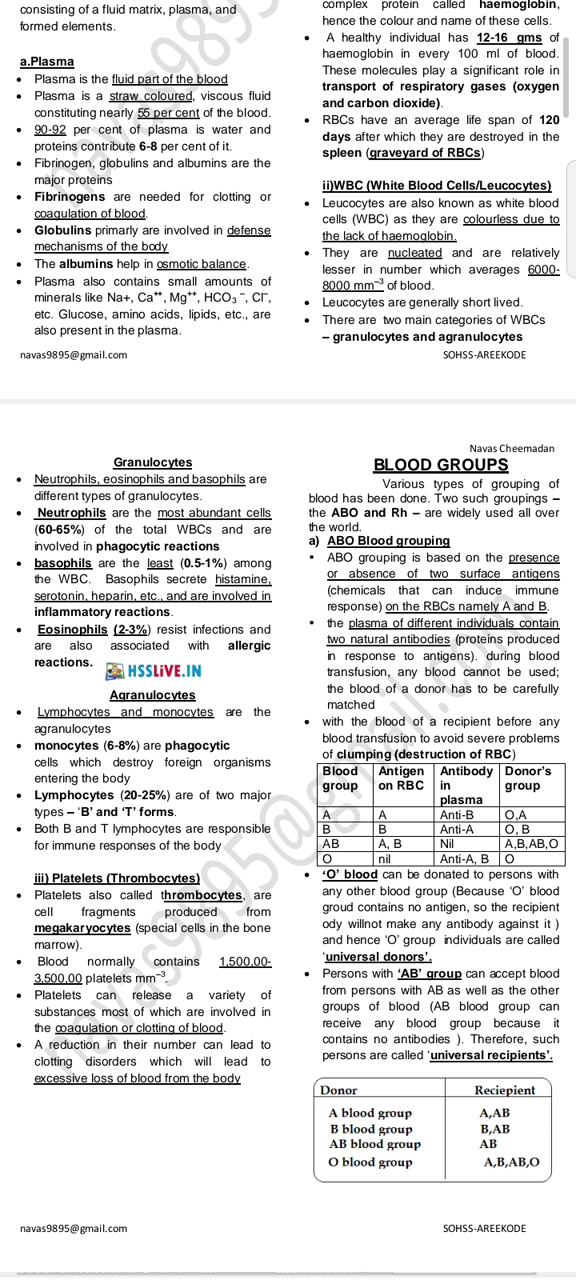 consisting of a fluid matrix, plasma, and
formed elements.
a.Plasma
• Plasma is the fluid part of the blood
• Plasma is a straw coloured, viscous fluid
constituting nearly 55 per cent of the blood.
• 90-92 per cent of plasma is water and
proteins contribute 6-8 per cent of it.
• Fibrinogen, globulins and albumins are the
major proteins
• Fibrinogens are needed for clotting or
coagulation of blood.
• Globulins primarly are involved in defense
mechanisms of the body
• The albumins help in osmotic balance.
• Plasma also contains small amounts of
minerals like Na+, Ca⁺⁺, Mg⁺⁺, HCO₃⁻, Cl⁻,
etc. Glucose, amino acids, lipids, etc., are
also present in the plasma.
complex protein called haemoglobin,
hence the colour and name of these cells.
• A healthy individual has 12-16 gms of
haemoglobin in every 100 ml of blood.
These molecules play a significant role in
transport of respiratory gases (oxygen
and carbon dioxide).
• RBCs have an average life span of 120
days after which they are destroyed in the
spleen (graveyard of RBCs)
ii)WBC (White Blood Cells/Leucocytes)
• Leucocytes are also known as white blood
cells (WBC) as they are colourless due to
the lack of haemoglobin.
• They are nucleated and are relatively
lesser in number which averages 6000-
8000 mm⁻³ of blood.
• Leucocytes are generally short lived.
• There are two main categories of WBCs
– granulocytes and agranulocytes
navas9895@gmail.com SOHSS-AREEKODE
Navas Cheemadan
Granulocytes
• Neutrophils, eosinophils and basophils are
different types of granulocytes.
• Neutrophils are the most abundant cells
(60-65%) of the total WBCs and are
involved in phagocytic reactions
• basophils are the least (0.5-1%) among
the WBC. Basophils secrete histamine,
serotonin, heparin, etc., and are involved in
inflammatory reactions.
• Eosinophils (2-3%) resist infections and
are also associated with allergic
reactions.
HSSLiVE.IN
Agranulocytes
• Lymphocytes and monocytes are the
agranulocytes
• monocytes (6-8%) are phagocytic
cells which destroy foreign organisms
entering the body
• Lymphocytes (20-25%) are of two major
types – ‘B’ and ‘T’ forms.
• Both B and T lymphocytes are responsible
for immune responses of the body
iii) Platelets (Thrombocytes)
• Platelets also called thrombocytes, are
cell fragments produced from
megakaryocytes (special cells in the bone
marrow).
• Blood normally contains 1,500,00-
3,500,00 platelets mm⁻³.
• Platelets can release a variety of
substances most of which are involved in
the coagulation or clotting of blood.
• A reduction in their number can lead to
clotting disorders which will lead to
excessive loss of blood from the body
BLOOD GROUPS
Various types of grouping of
blood has been done. Two such groupings –
the ABO and Rh – are widely used all over
the world.
a) ABO Blood grouping
▪ ABO grouping is based on the presence
or absence of two surface antigens
(chemicals that can induce immune
response) on the RBCs namely A and B.
▪ the plasma of different individuals contain
two natural antibodies (proteins produced
in response to antigens). during blood
transfusion, any blood cannot be used;
the blood of a donor has to be carefully
matched
• with the blood of a recipient before any
blood transfusion to avoid severe problems
of clumping (destruction of RBC)
Blood group Antigen on RBC Antibody in plasma Donor's group
A A Anti-B O,A
B B Anti-A O, B
AB A, B Nil A,B,AB,O
O nil Anti-A, B O
• ‘O’ blood can be donated to persons with
any other blood group (Because ‘O’ blood
groud contains no antigen, so the recipient
ody willnot make any antibody against it )
and hence ‘O’ group individuals are called
‘universal donors’.
• Persons with ‘AB’ group can accept blood
from persons with AB as well as the other
groups of blood (AB blood group can
receive any blood group because it
contains no antibodies ). Therefore, such
persons are called ‘universal recipients’.
Donor Reciepient
A blood group A,AB
B blood group B,AB
AB blood group AB
O blood group A,B,AB,O
navas9895@gmail.com SOHSS-AREEKODE
navas9895@gmail.com